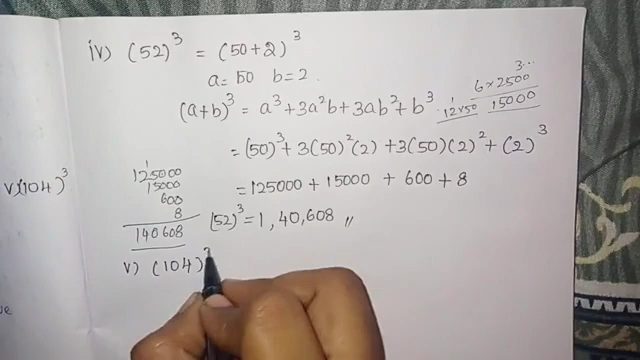 iv) (52)³ = (50+2)³
a = 50 b = 2
(a+b)³ = a³+3a²b+3ab²+b³
3...
6×2500
15000
12×50
= (50)³+3(50)²(2)+3(50)(2)²+(2)³
v)(104)³
1
125000
15000
600
8
140608
= 125000 + 15000 + 600 + 8
(52)³ = 1,40,608 //
v) (104)